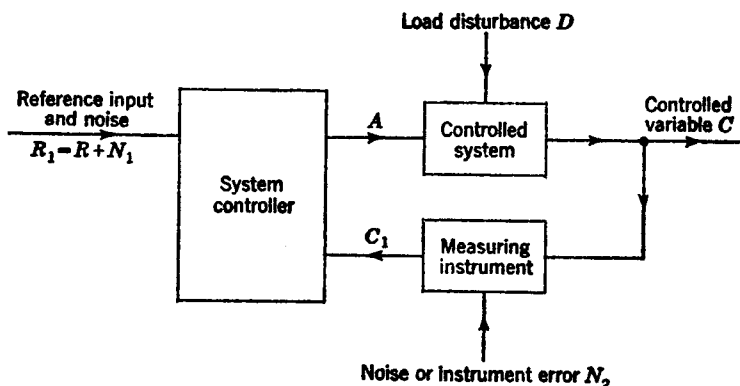 Load disturbance D
Reference input
and noise
R₁=R+N₁
System
controller
A
Controlled
system
Controlled
variable C
C₁
Measuring
instrument
Noise or instrument error N₂